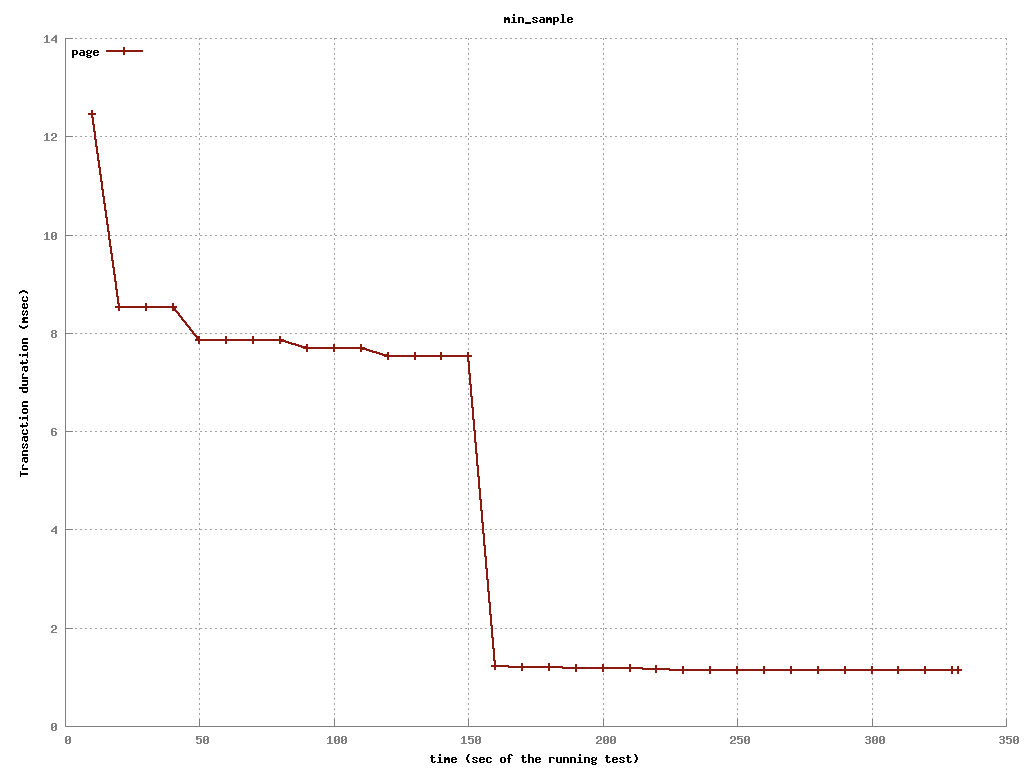 min_sample
page
14
12
10
8
6
4
2
0
Transaction duration (msec)
0 50 100 150 200 250 300 350
time (sec of the running test)